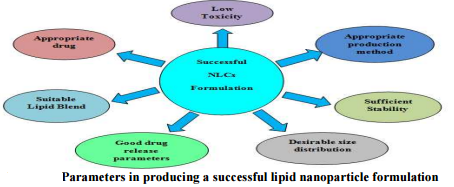 Low
Toxicity
Appropriate
drug
Appropriate
production
method
Successful
NLCs
Formulation
Suitable
Lipid Blend
Sufficient
Stability
Good drug
release
parameters
Desirable size
distribution
Parameters in producing a successful lipid nanoparticle formulation